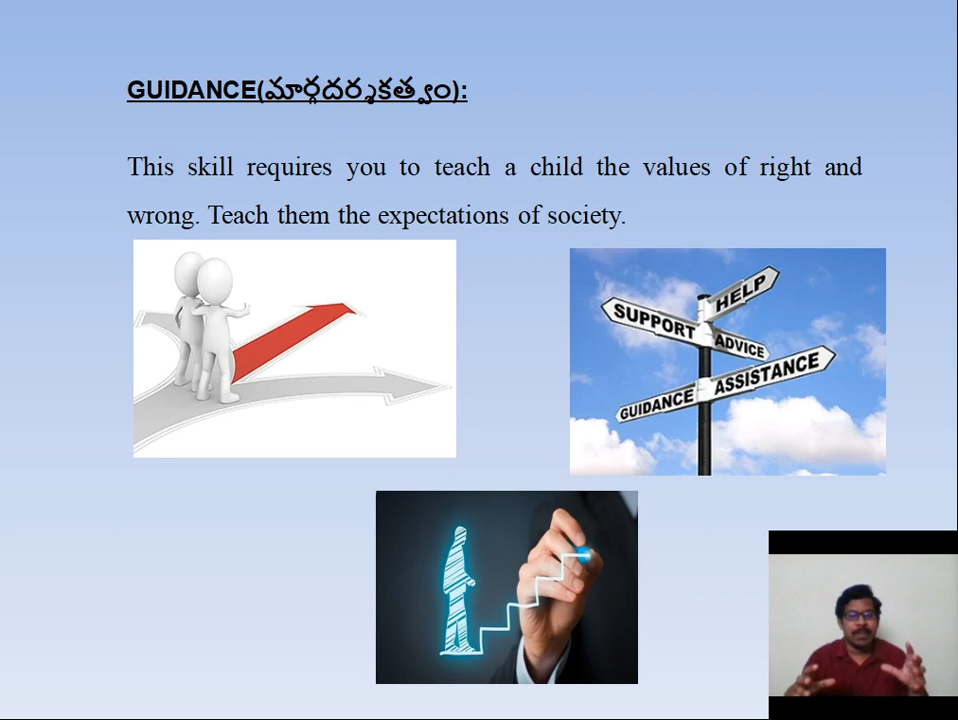 GUIDANCE(మార్గదర్శకత్వం):
This skill requires you to teach a child the values of right and
wrong. Teach them the expectations of society.
HELP
SUPPORT
ADVICE
ASSISTANCE
GUIDANCE